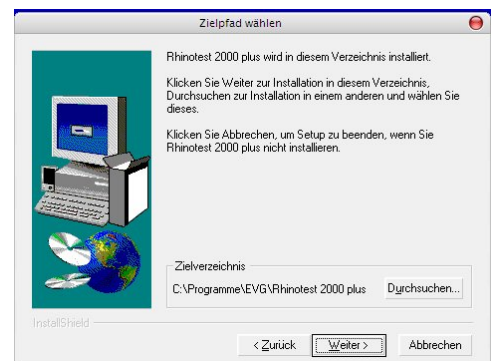 Zielpfad wählen
Rhinotest 2000 plus wird in diesem Verzeichnis installiert.
Klicken Sie Weiter zur Installation in diesem Verzeichnis,
Durchsuchen zur Installation in einem anderen und wählen Sie
dieses.
Klicken Sie Abbrechen, um Setup zu beenden, wenn Sie
Rhinotest 2000 plus nicht installieren.
Zielverzeichnis
C:\Programme\EVG\Rhinotest 2000 plus
Durchsuchen...
InstallShield
< Zurück
Weiter >
Abbrechen